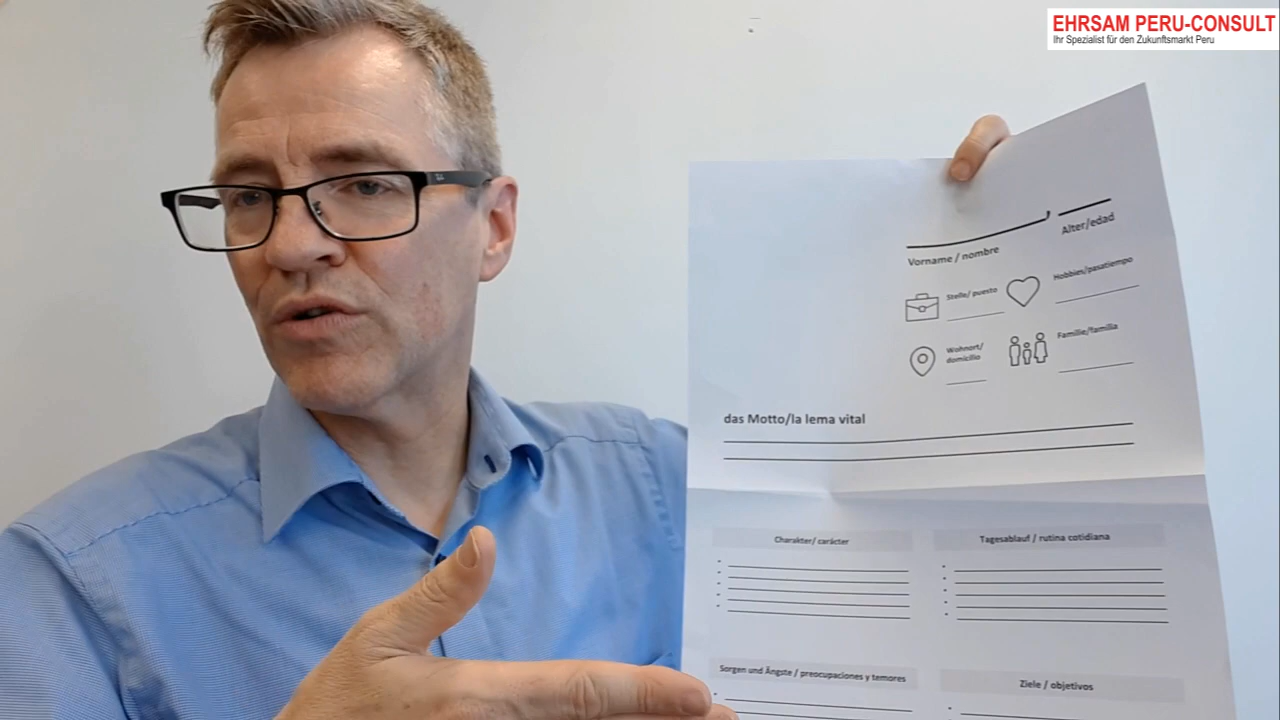 EHRSAM PERU-CONSULT
Ihr Spezialist für den Zukunftsmarkt Peru
Vorname / nombre
,
Alter/edad
Stelle/ puesto
Hobbies/pasatiempo
Wohnort/
domicilio
Familie/familia
das Motto/la lema vital
Charakter/ carácter
Tagesablauf / rutina cotidiana
Sorgen und Ängste / preocupaciones y temores
Ziele / objetivos